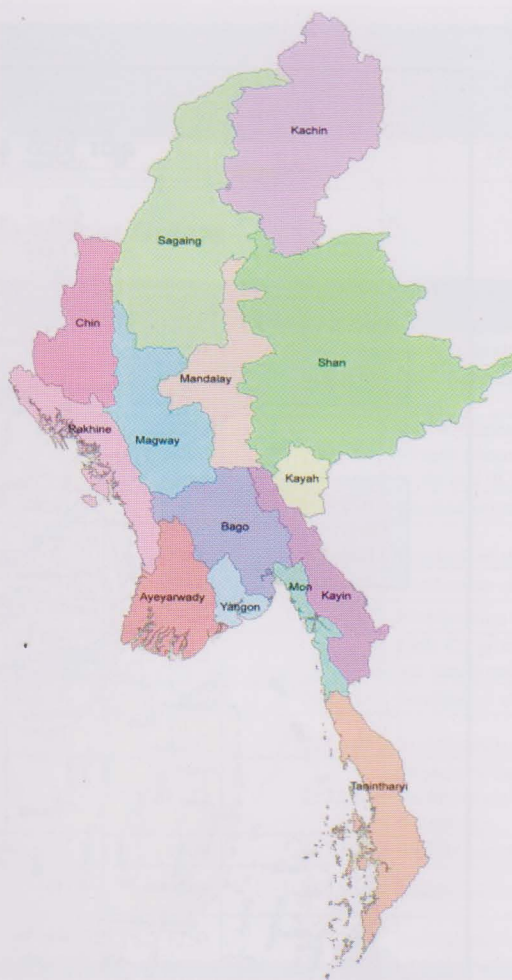 Kachin
Sagaing
Chin
Shan
Mandalay
Rakhine
Magway
Kayah
Bago
Mon
Ayeyarwady
Yangon
Kayin
Tanintharyi